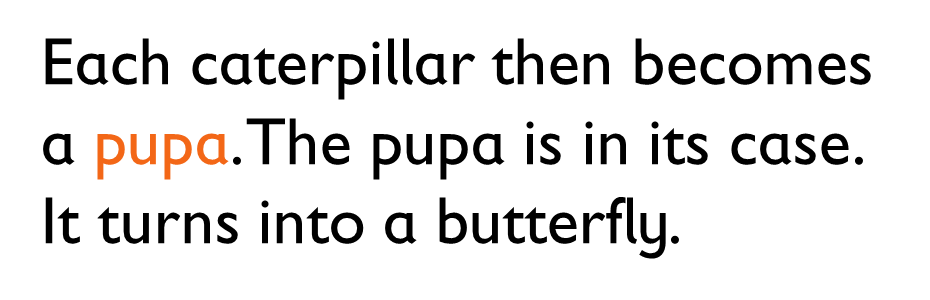 Each caterpillar then becomes
a pupa. The pupa is in its case.
It turns into a butterfly.